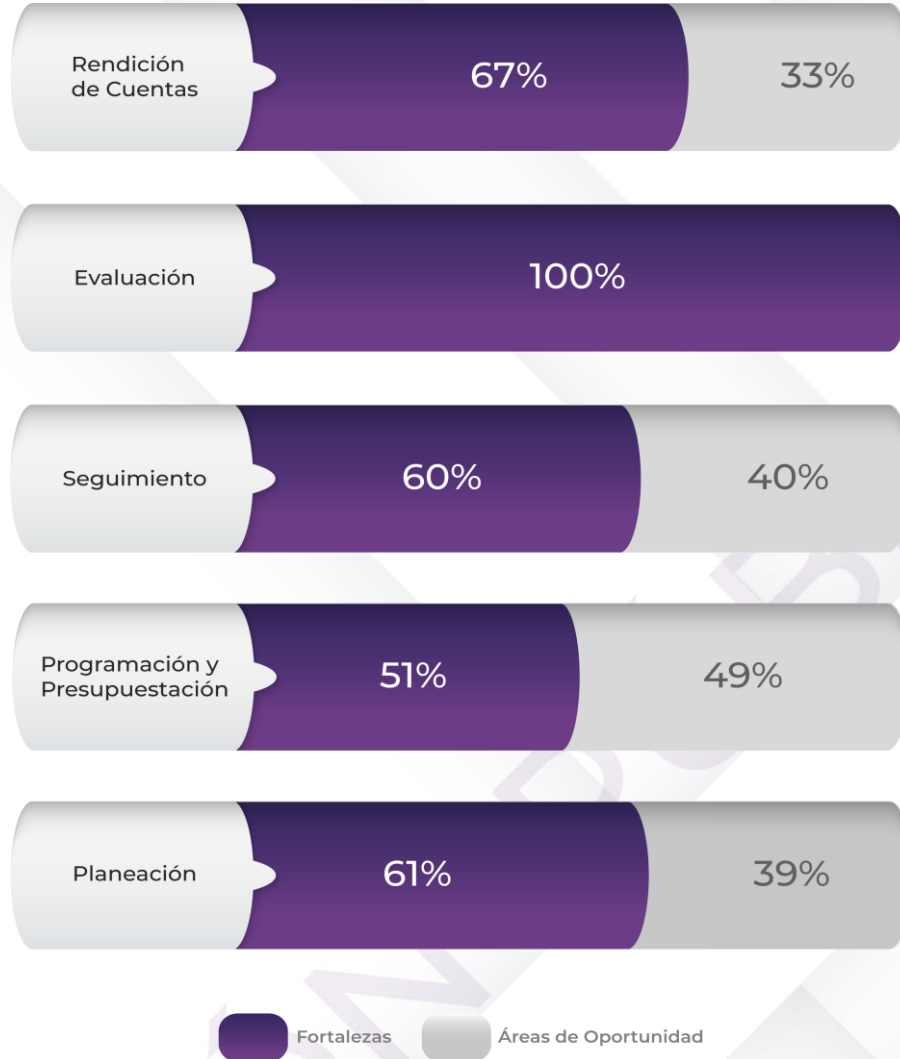 Rendición
de Cuentas
67%
33%
Evaluación
100%
Seguimiento
60%
40%
Programación y
Presupuestación
51%
49%
Planeación
61%
39%
Fortalezas
Áreas de Oportunidad